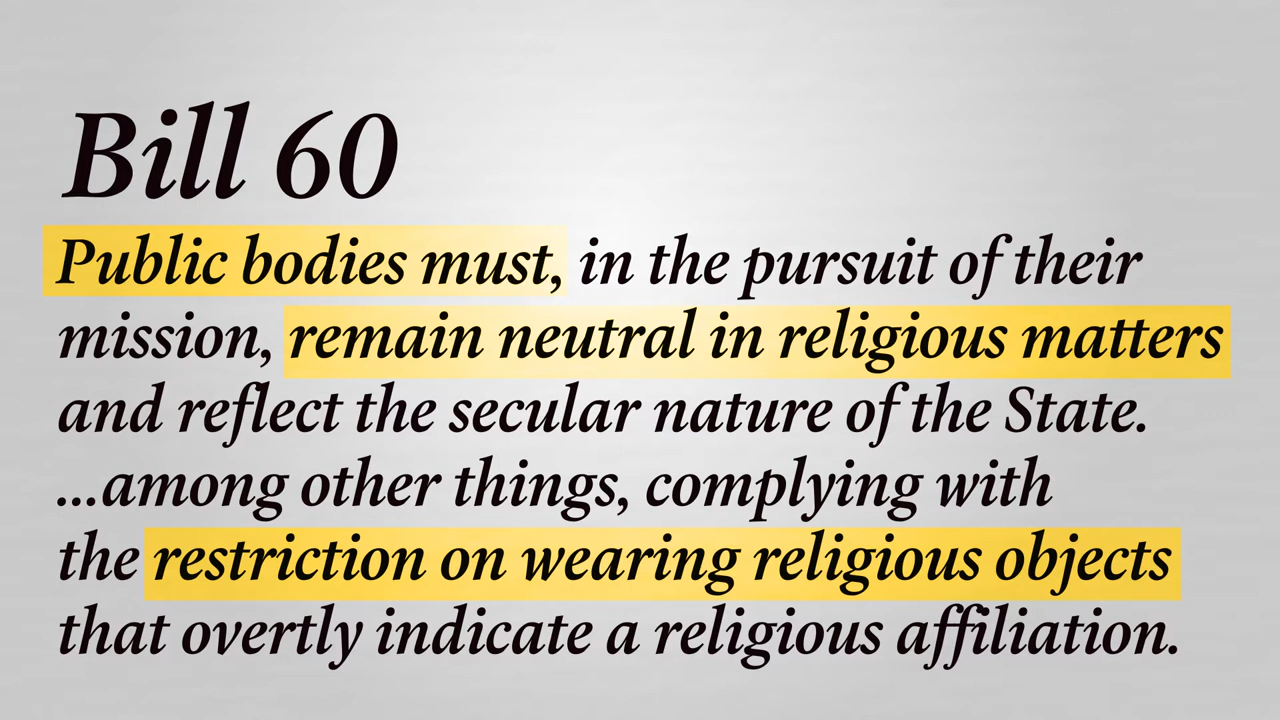 Bill 60
Public bodies must, in the pursuit of their
mission, remain neutral in religious matters
and reflect the secular nature of the State.
...among other things, complying with
the restriction on wearing religious objects
that overtly indicate a religious affiliation.